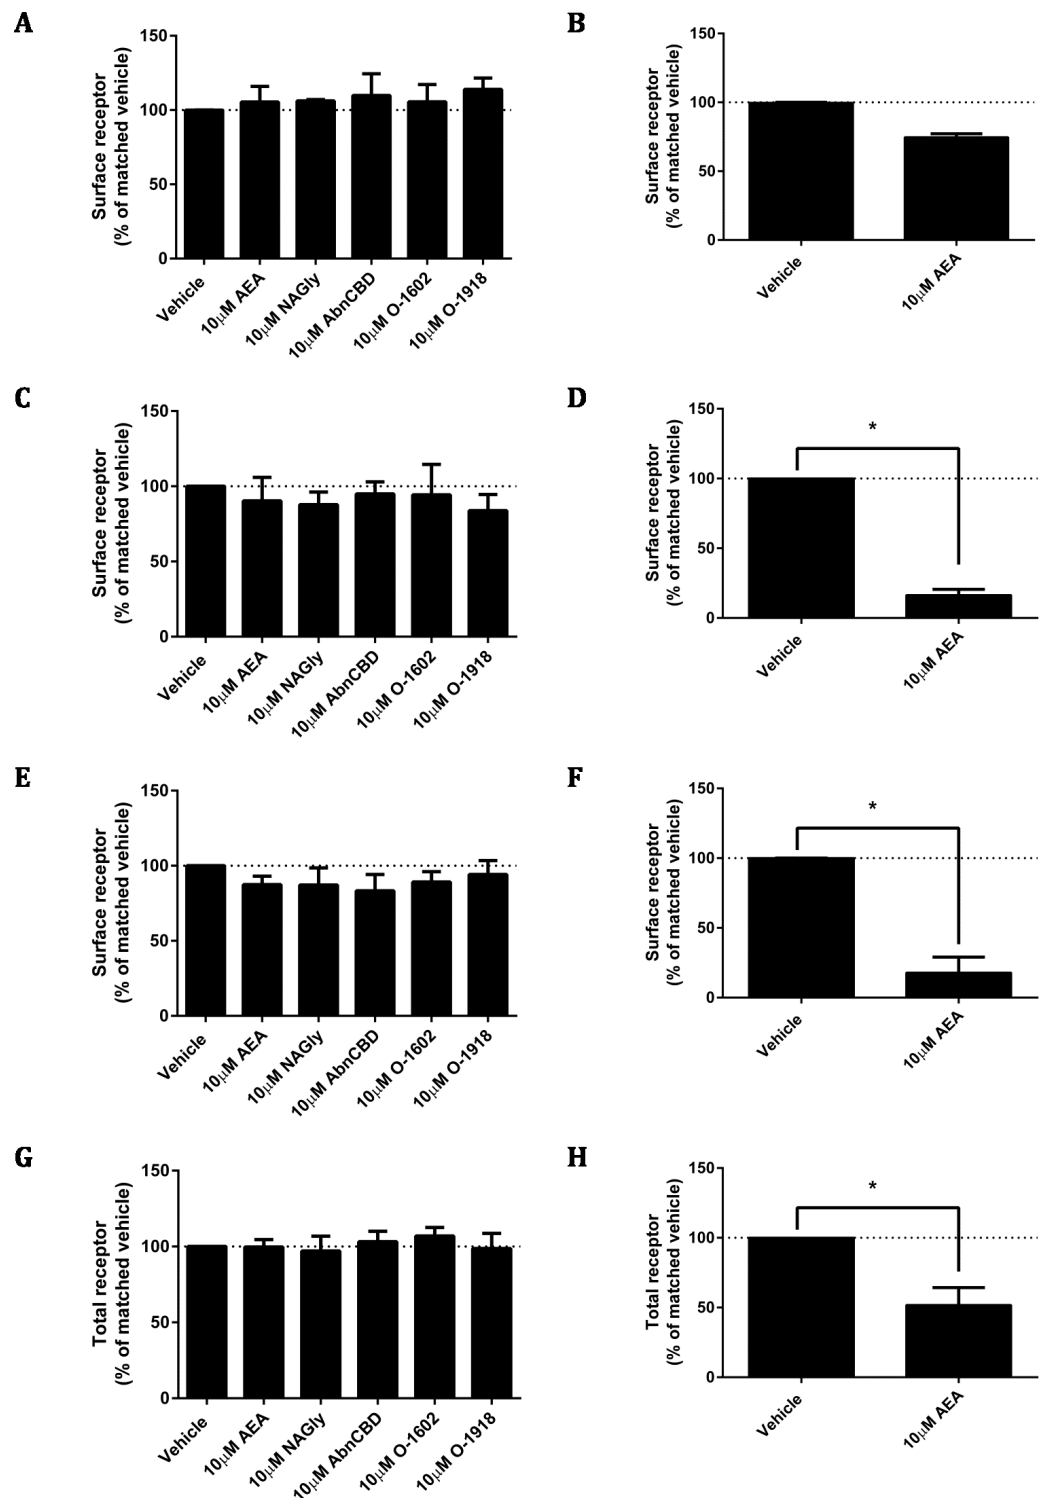 A
Surface receptor
(% of matched vehicle)
150
100
50
0
Vehicle
10μM AEA
10μM NAGly
10μM AbnCBD
10μM O-1602
10μM O-1918
B
Surface receptor
(% of matched vehicle)
150
100
50
0
Vehicle
10μM AEA
C
Surface receptor
(% of matched vehicle)
150
100
50
0
Vehicle
10μM AEA
10μM NAGly
10μM AbnCBD
10μM O-1602
10μM O-1918
D
Surface receptor
(% of matched vehicle)
150
100
50
0
*
Vehicle
10μM AEA
E
Surface receptor
(% of matched vehicle)
150
100
50
0
Vehicle
10μM AEA
10μM NAGly
10μM AbnCBD
10μM O-1602
10μM O-1918
F
Surface receptor
(% of matched vehicle)
150
100
50
0
*
Vehicle
10μM AEA
G
Total receptor
(% of matched vehicle)
150
100
50
0
Vehicle
10μM AEA
10μM NAGly
10μM AbnCBD
10μM O-1602
10μM O-1918
H
Total receptor
(% of matched vehicle)
150
100
50
0
*
Vehicle
10μM AEA